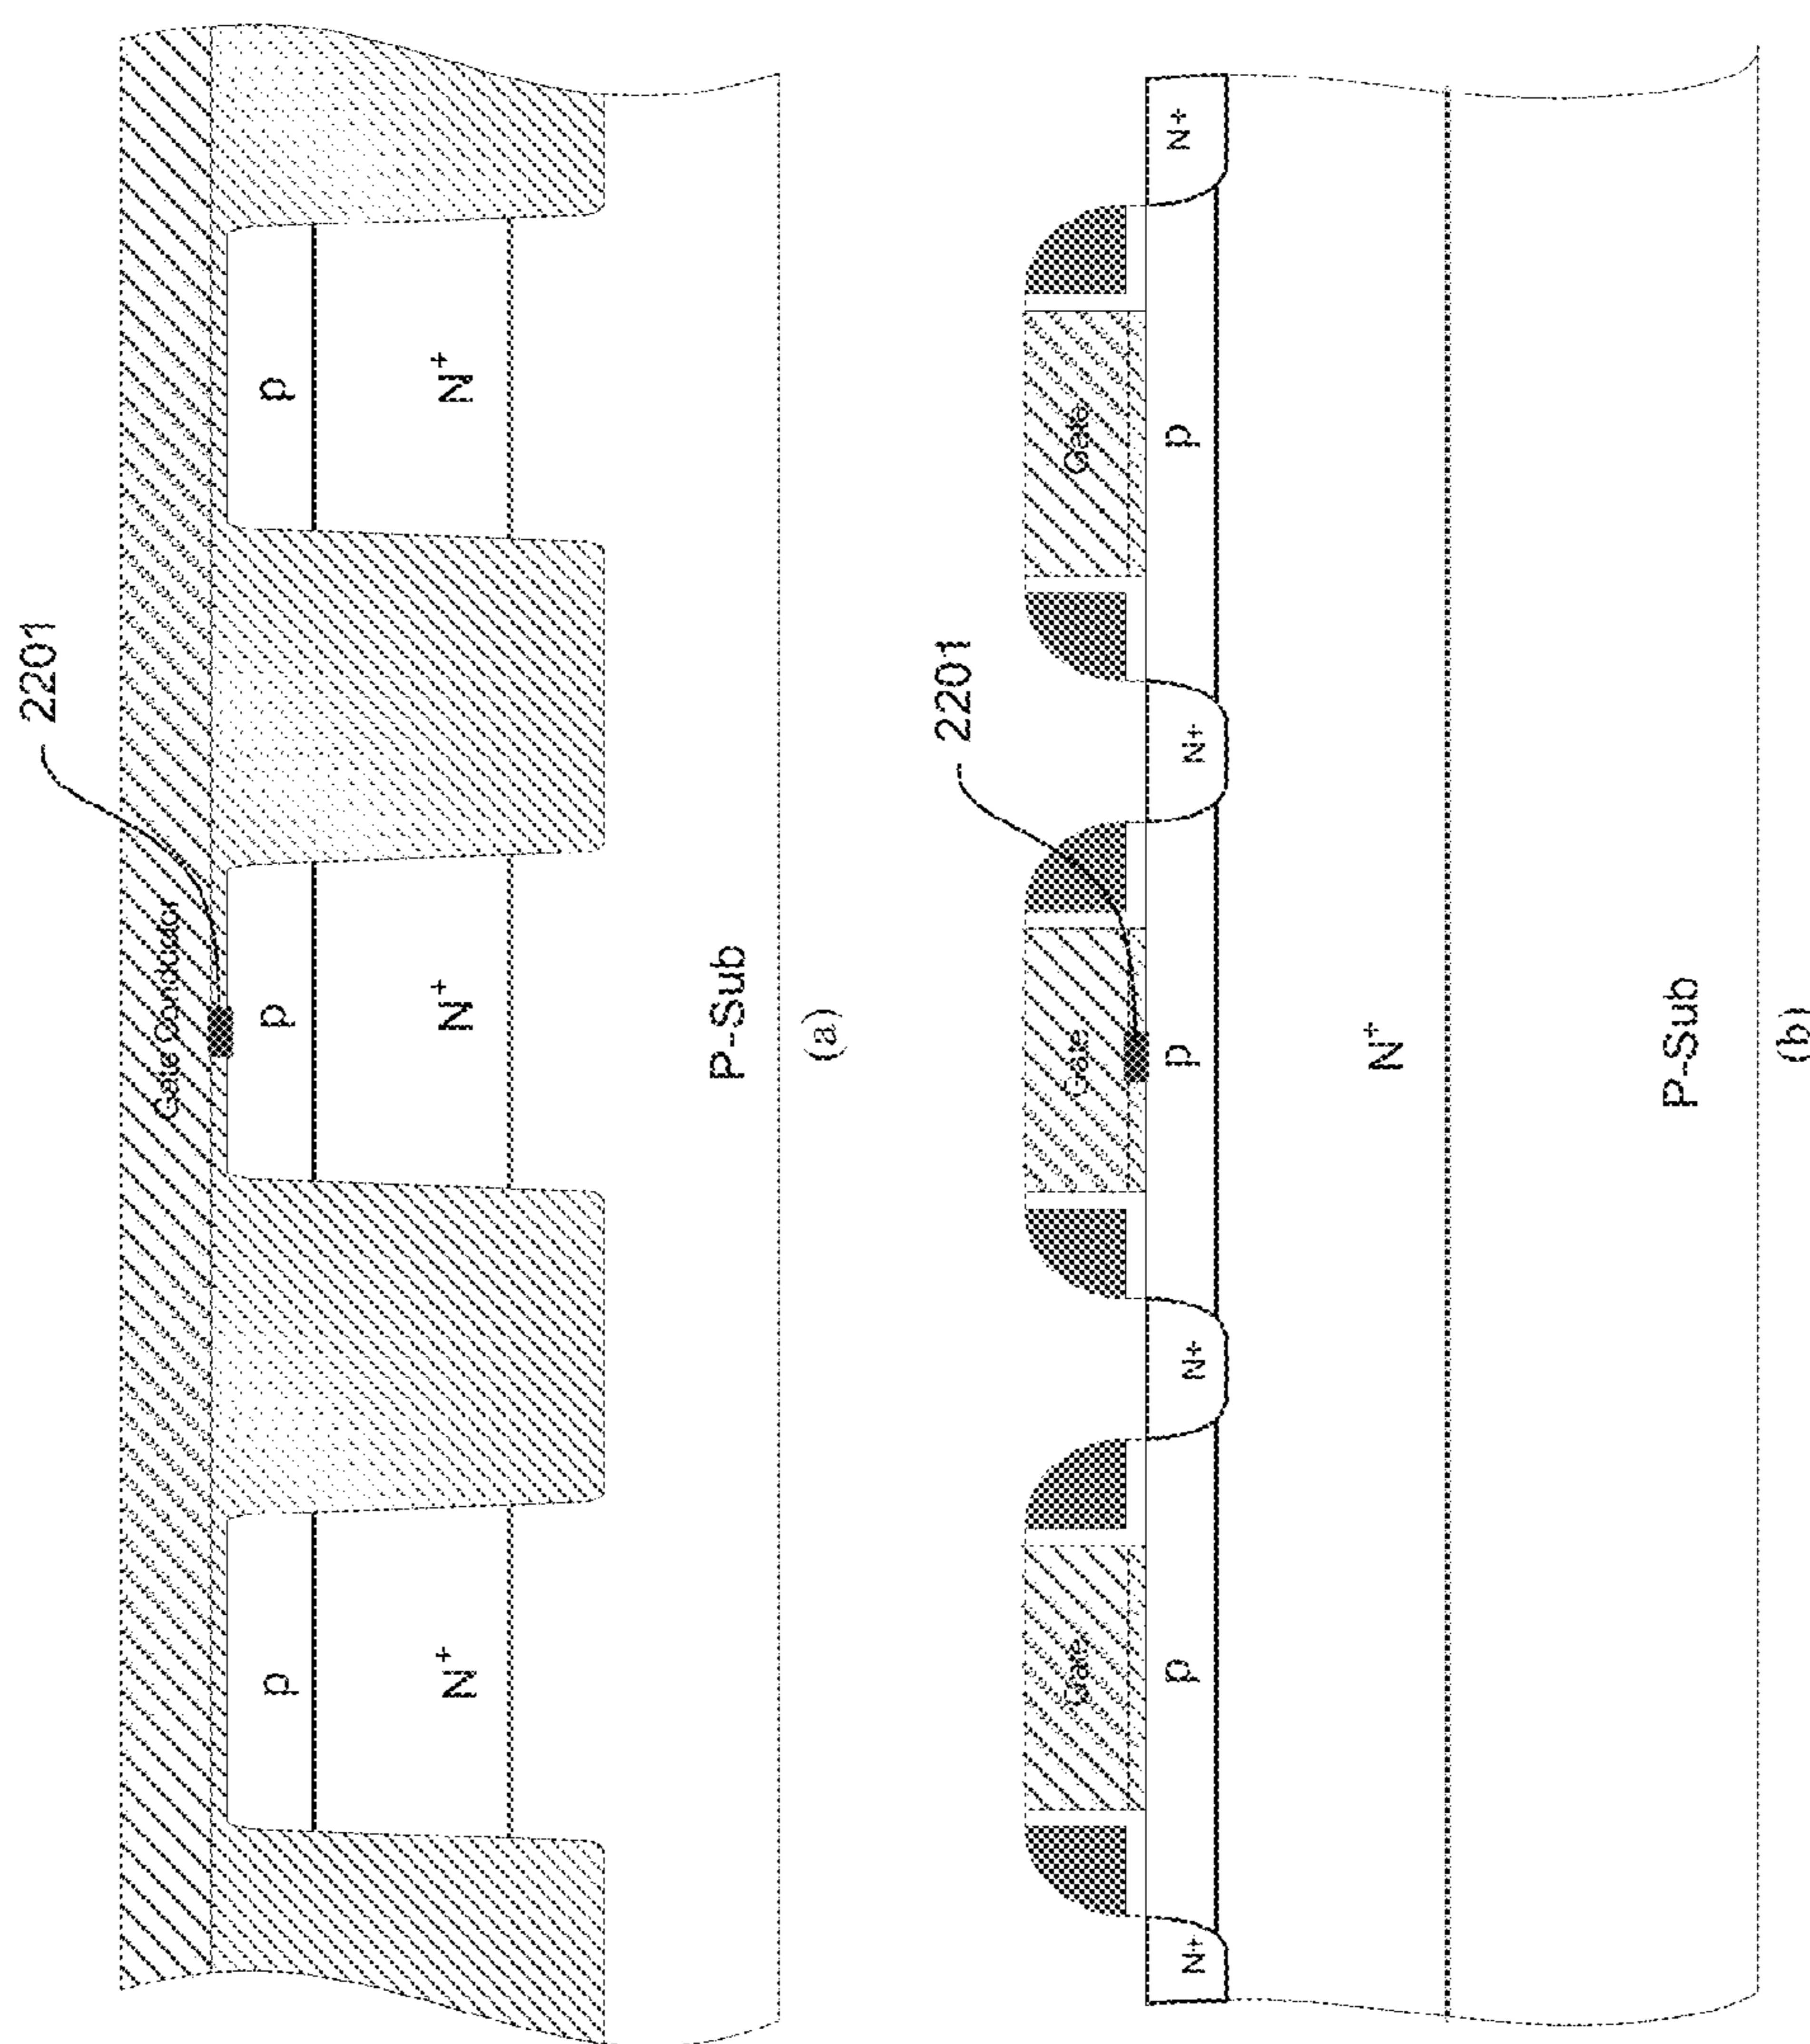 2201
Gate Conductor
p
p
p
N+
N+
N+
P-Sub
(a)
2201
Gate
Gate
Gate
N+
p
N+
p
N+
p
N+
N+
P-Sub
(b)